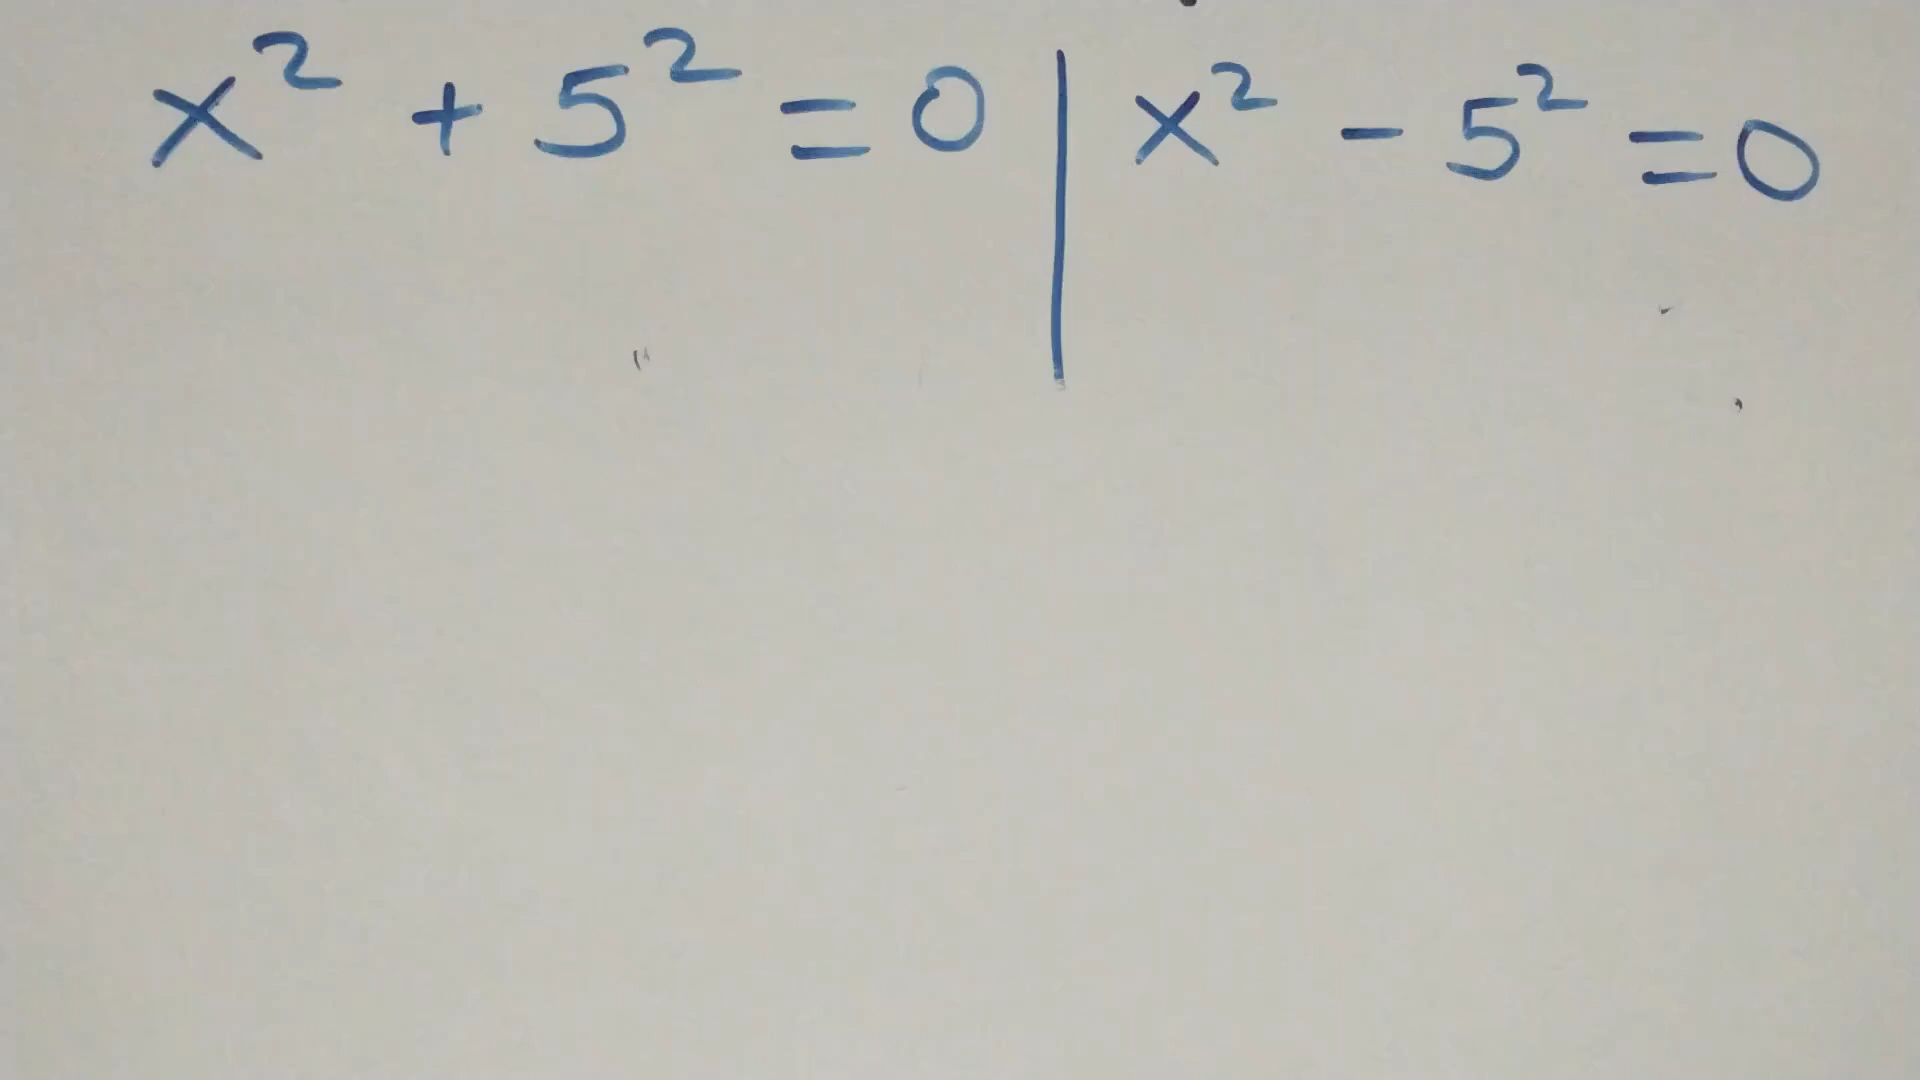 x² + 5² = 0 | x² - 5² = 0